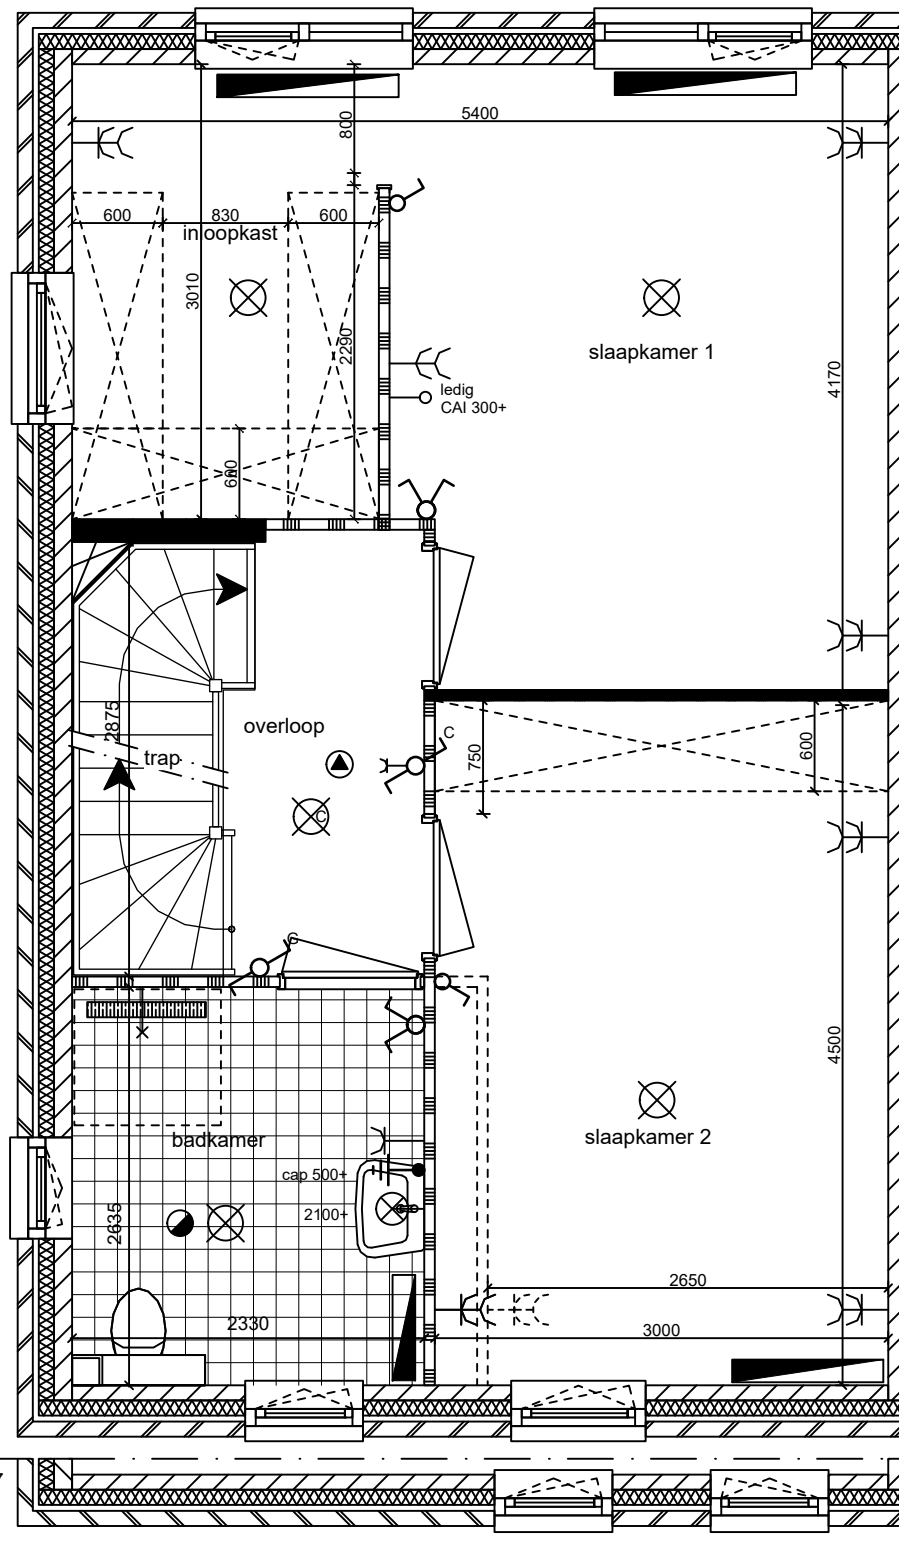 5400
800
600
830
600
inloopkast
3010
2290
slaapkamer 1
4170
ledig
CAI 300+
600
2875
overloop
C
trap
750
600
C
C
4500
badkamer
slaapkamer 2
cap 500+
2100+
2635
2650
2330
3000